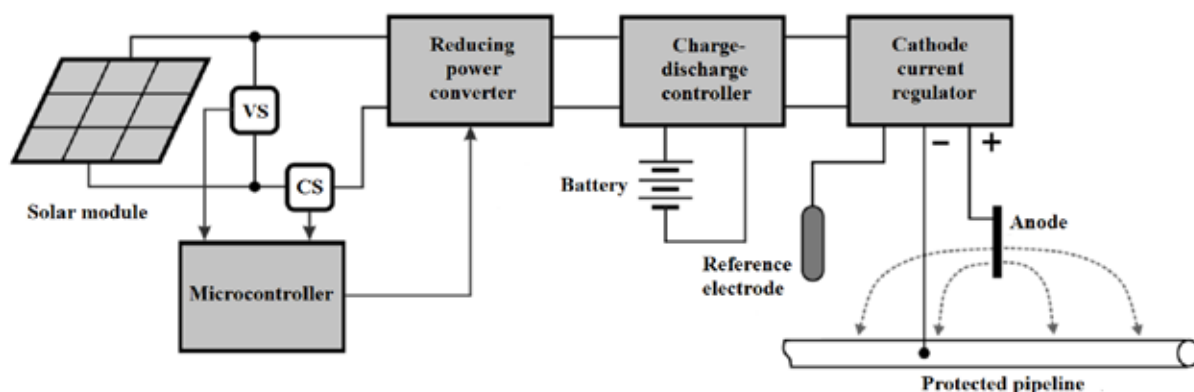 Reducing
power
converter
Charge-
discharge
controller
Cathode
current
regulator
VS
CS
− +
Solar module
Battery
Anode
Microcontroller
Reference
electrode
Protected pipeline